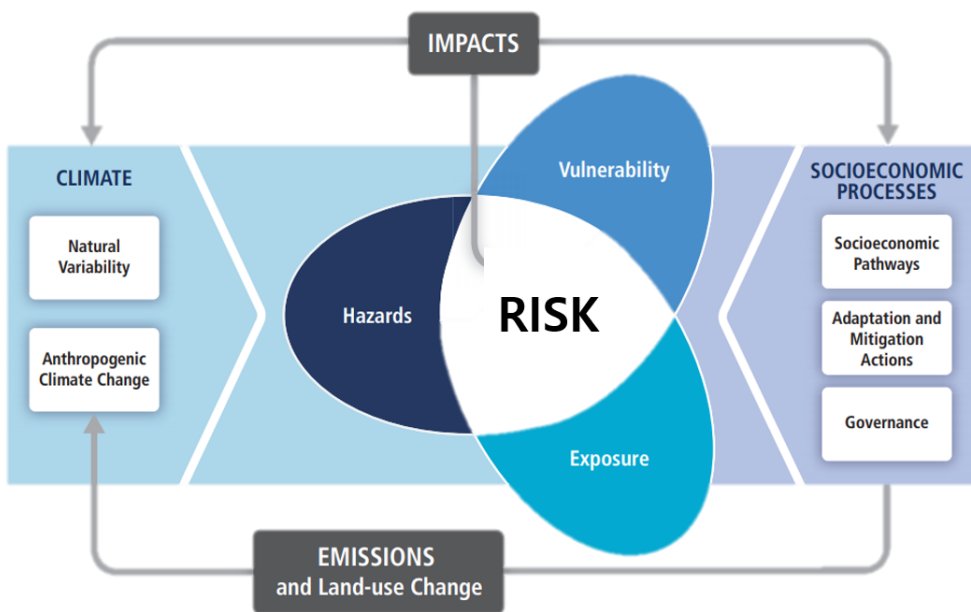 IMPACTS
CLIMATE
Natural
Variability
Anthropogenic
Climate Change
Vulnerability
Hazards
RISK
Exposure
SOCIOECONOMIC
PROCESSES
Socioeconomic
Pathways
Adaptation and
Mitigation
Actions
Governance
EMISSIONS
and Land-use Change